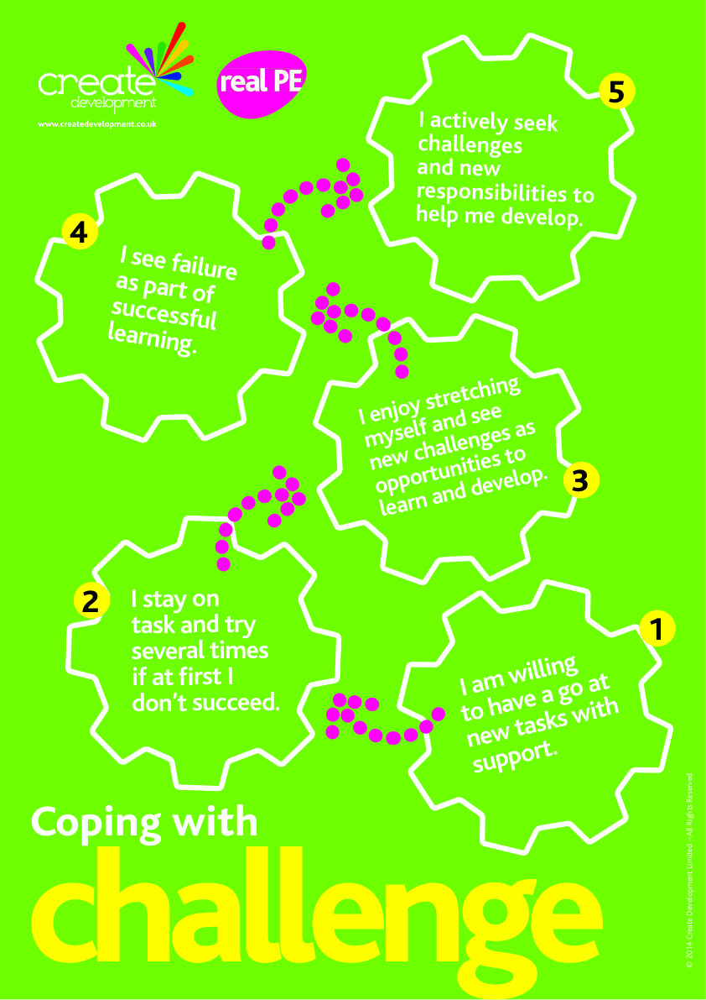 create
development
www.createdevelopment.co.uk
real PE
5
I actively seek
challenges
and new
responsibilities to
help me develop.
4
I see failure
as part of
successful
learning.
3
I enjoy stretching
myself and see
new challenges as
opportunities to
learn and develop.
2
I stay on
task and try
several times
if at first I
don't succeed.
1
I am willing
to have a go at
new tasks with
support.
Coping with
challenge
© 2014 Create Development Limited – All Rights Reserved.